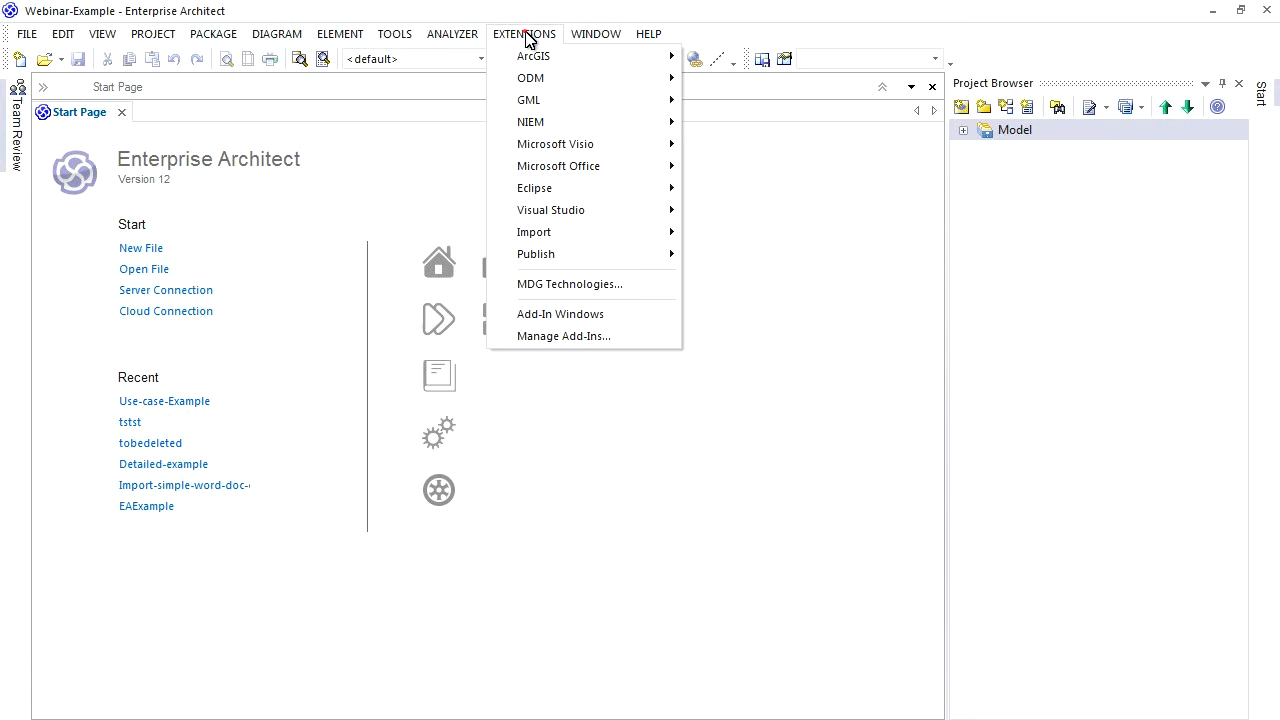 Webinar-Example - Enterprise Architect
FILE EDIT VIEW PROJECT PACKAGE DIAGRAM ELEMENT TOOLS ANALYZER EXTENSIONS WINDOW HELP
<default>
Team Review
Start Page
Start Page
Enterprise Architect
Version 12
Start
New File
Open File
Server Connection
Cloud Connection
Recent
Use-case-Example
tstst
tobedeleted
Detailed-example
Import-simple-word-doc-
EAExample
ArcGIS
ODM
GML
NIEM
Microsoft Visio
Microsoft Office
Eclipse
Visual Studio
Import
Publish
MDG Technologies...
Add-In Windows
Manage Add-Ins...
Project Browser
Model
Start